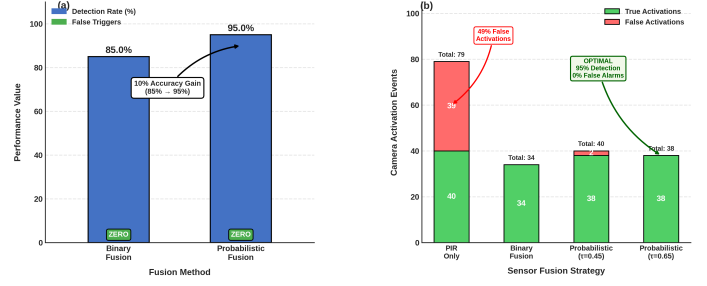 (a)
Detection Rate (%)
False Triggers
100
80
60
40
20
0
Performance Value
85.0%
95.0%
10% Accuracy Gain
(85% → 95%)
ZERO
ZERO
Binary
Fusion
Probabilistic
Fusion
Fusion Method
(b)
True Activations
False Activations
100
80
60
40
20
0
Camera Activation Events
49% False
Activations
OPTIMAL
95% Detection
0% False Alarms
Total: 79
Total: 34
Total: 40
Total: 38
39
2
40
34
38
38
PIR
Only
Binary
Fusion
Probabilistic
(τ=0.45)
Probabilistic
(τ=0.65)
Sensor Fusion Strategy